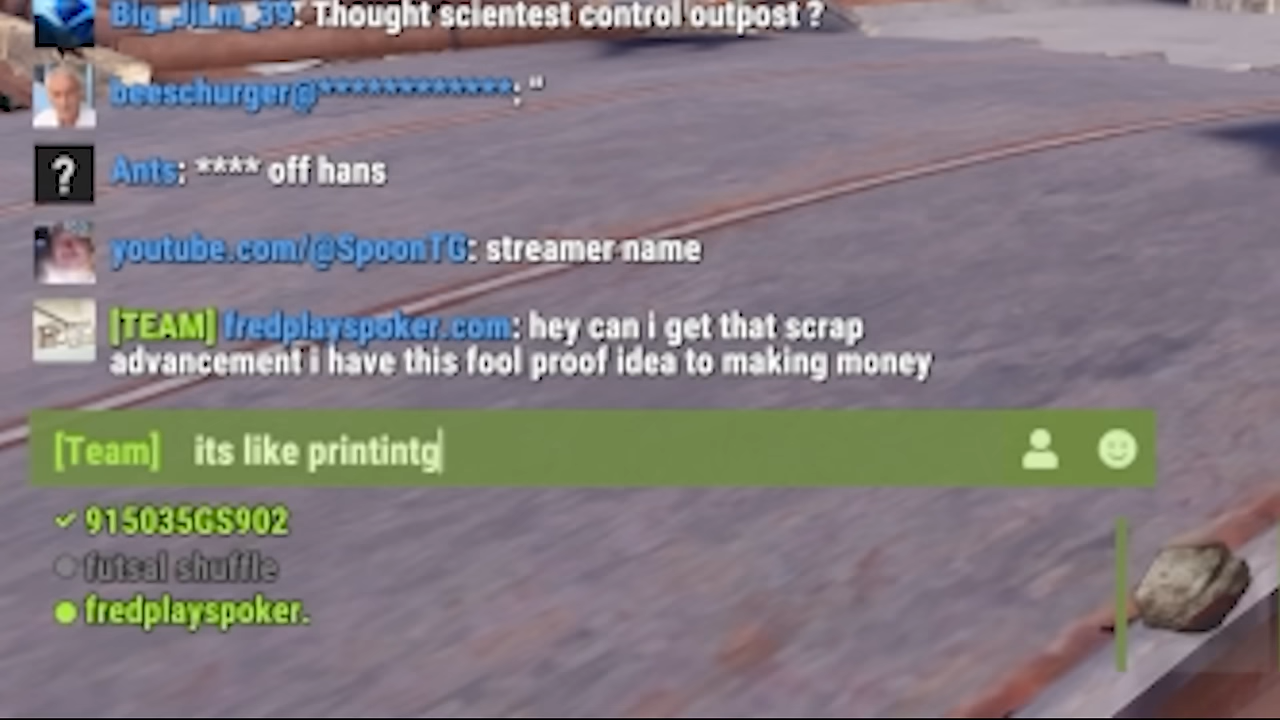 Big_JiLm_39: Thought scientest control outpost ?
beeschurger@*************: "
Ants: **** off hans
youtube.com/@SpoonTG: streamer name
[TEAM] fredplayspoker.com: hey can i get that scrap
advancement i have this fool proof idea to making money
[Team] its like printintg
915035GS902
futsal shuffle
fredplayspoker.